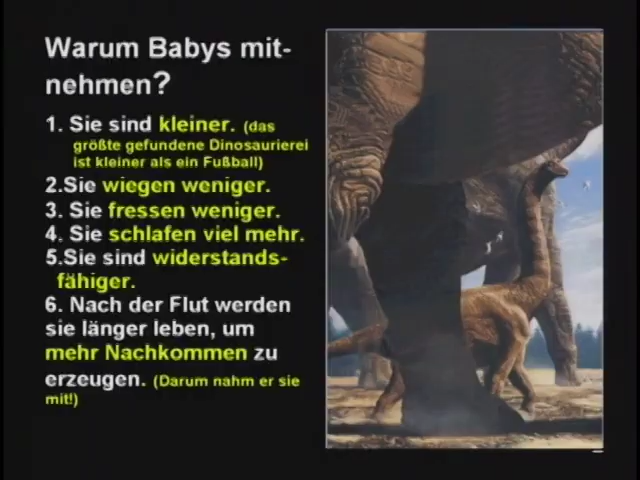 Warum Babys mit-
nehmen?
1. Sie sind kleiner. (das
größte gefundene Dinosaurierei
ist kleiner als ein Fußball)
2.Sie wiegen weniger.
3. Sie fressen weniger.
4. Sie schlafen viel mehr.
5.Sie sind widerstands-
fähiger.
6. Nach der Flut werden
sie länger leben, um
mehr Nachkommen zu
erzeugen. (Darum nahm er sie
mit!)